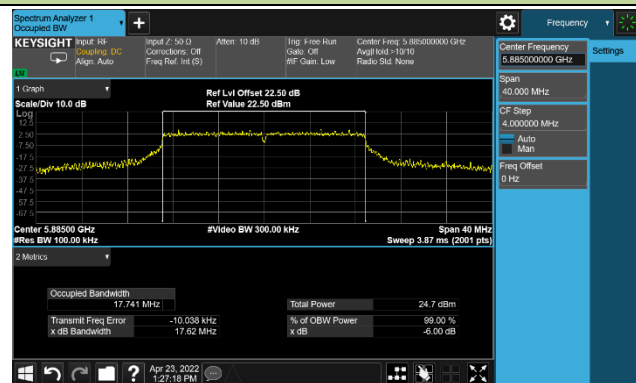 Spectrum Analyzer 1
Occupied BW
Frequency
KEYSIGHT
Input: RF
Coupling: DC
Align: Auto
Input Z: 50 Ω
Corrections: Off
Freq Ref: Int (S)
Atten: 10 dB
Trig: Free Run
Gate: Off
#IF Gain: Low
Center Freq: 5.885000000 GHz
Avg|Hold:>10/10
Radio Std: None
Center Frequency
5.885000000 GHz
Settings
Span
40.000 MHz
CF Step
4.000000 MHz
Auto
Man
Freq Offset
0 Hz
1 Graph
Scale/Div 10.0 dB
Ref Lvl Offset 22.50 dB
Ref Value 22.50 dBm
Log
12.5
2.50
-7.50
-17.5
-27.5
-37.5
-47.5
-57.5
-67.5
Center 5.88500 GHz
#Res BW 100.00 kHz
#Video BW 300.00 kHz
Span 40 MHz
Sweep 3.87 ms (2001 pts)
2 Metrics
Occupied Bandwidth
17.741 MHz
Total Power
24.7 dBm
Transmit Freq Error
-10.038 kHz
% of OBW Power
99.00 %
x dB Bandwidth
17.62 MHz
x dB
-6.00 dB
?
Apr 23, 2022
1:27:18 PM